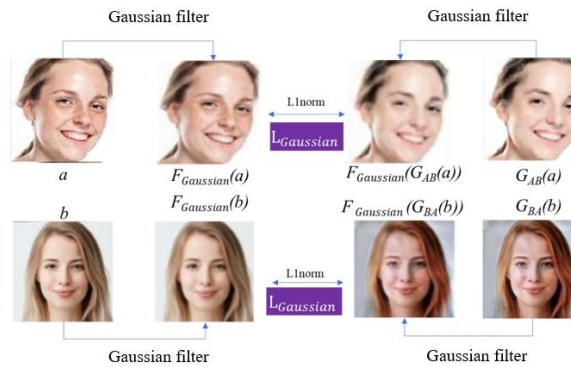 Gaussian filter Gaussian filter
L1norm
L_Gaussian
a F_Gaussian(a) F_Gaussian(G_AB(a)) G_AB(a)
b F_Gaussian(b) F_Gaussian (G_BA(b)) G_BA(b)
L1norm
L_Gaussian
Gaussian filter Gaussian filter